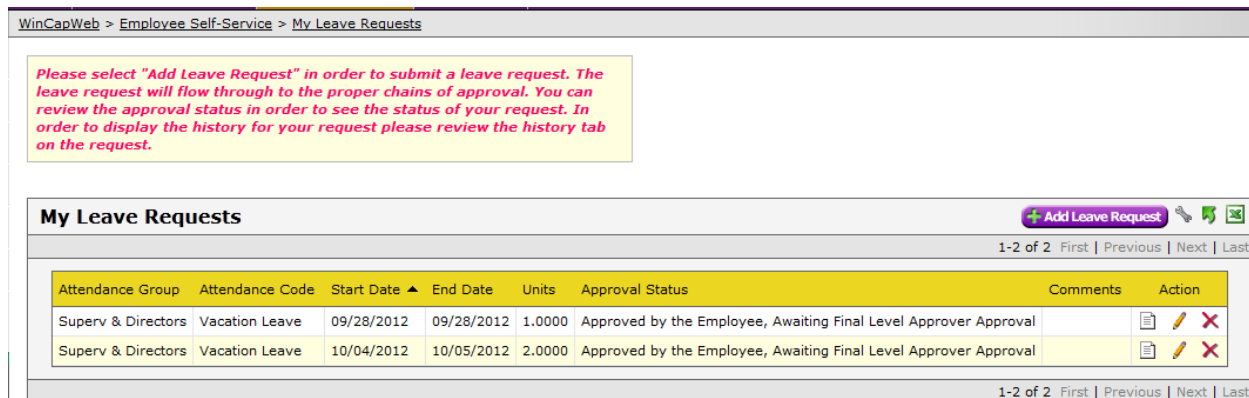 WinCapWeb > Employee Self-Service > My Leave Requests
Please select "Add Leave Request" in order to submit a leave request. The
leave request will flow through to the proper chains of approval. You can
review the approval status in order to see the status of your request. In
order to display the history for your request please review the history tab
on the request.
My Leave Requests
Add Leave Request
1-2 of 2 First | Previous | Next | Last
Attendance Group Attendance Code Start Date End Date Units Approval Status Comments Action
Superv & Directors Vacation Leave 09/28/2012 09/28/2012 1.0000 Approved by the Employee, Awaiting Final Level Approver Approval
Superv & Directors Vacation Leave 10/04/2012 10/05/2012 2.0000 Approved by the Employee, Awaiting Final Level Approver Approval
1-2 of 2 First | Previous | Next | Last